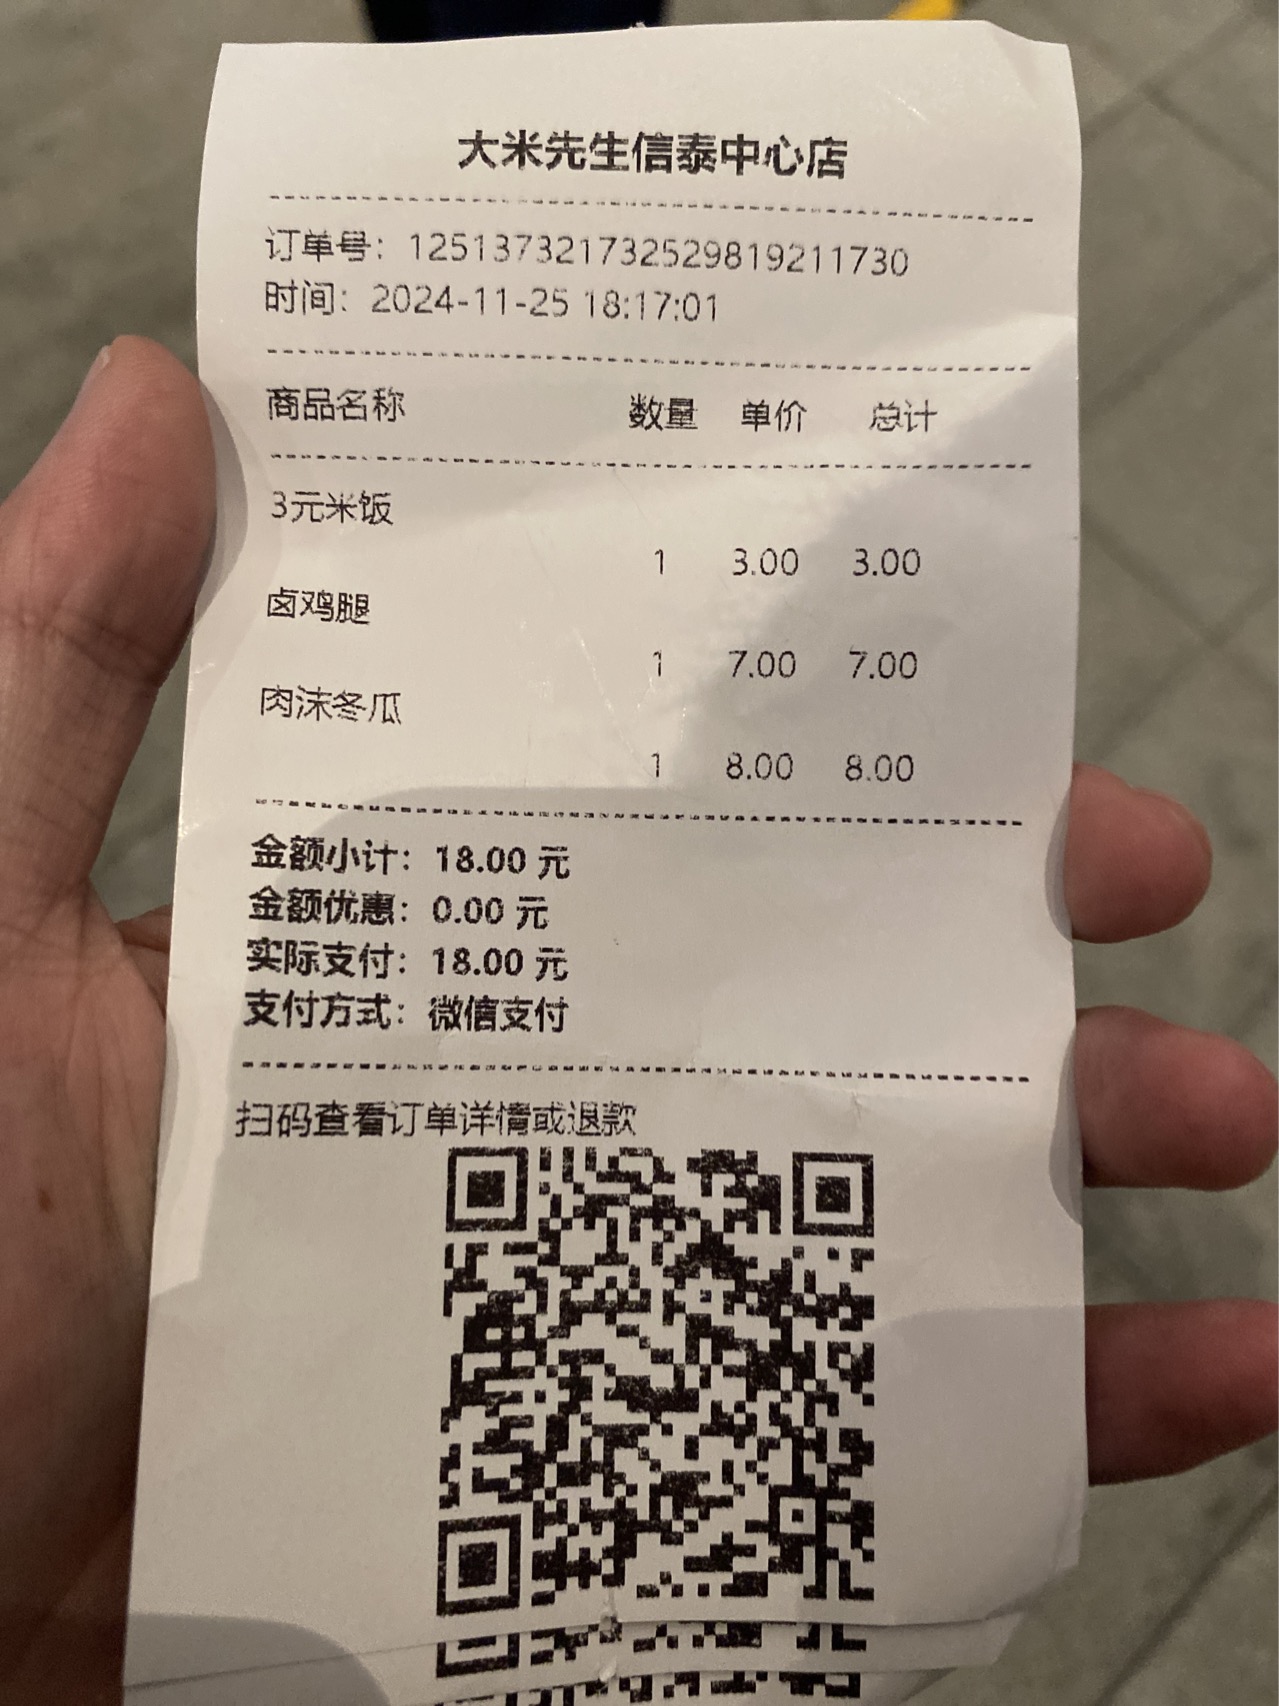 大米先生信泰中心店
订单号：1251373217325298192​11730
时间：2024-11-25 18:17:01
商品名称 数量 单价 总计
3元米饭
1 3.00 3.00
卤鸡腿
1 7.00 7.00
肉沫冬瓜
1 8.00 8.00
金额小计：18.00 元
金额优惠：0.00 元
实际支付：18.00 元
支付方式：微信支付
扫码查看订单详情或退款